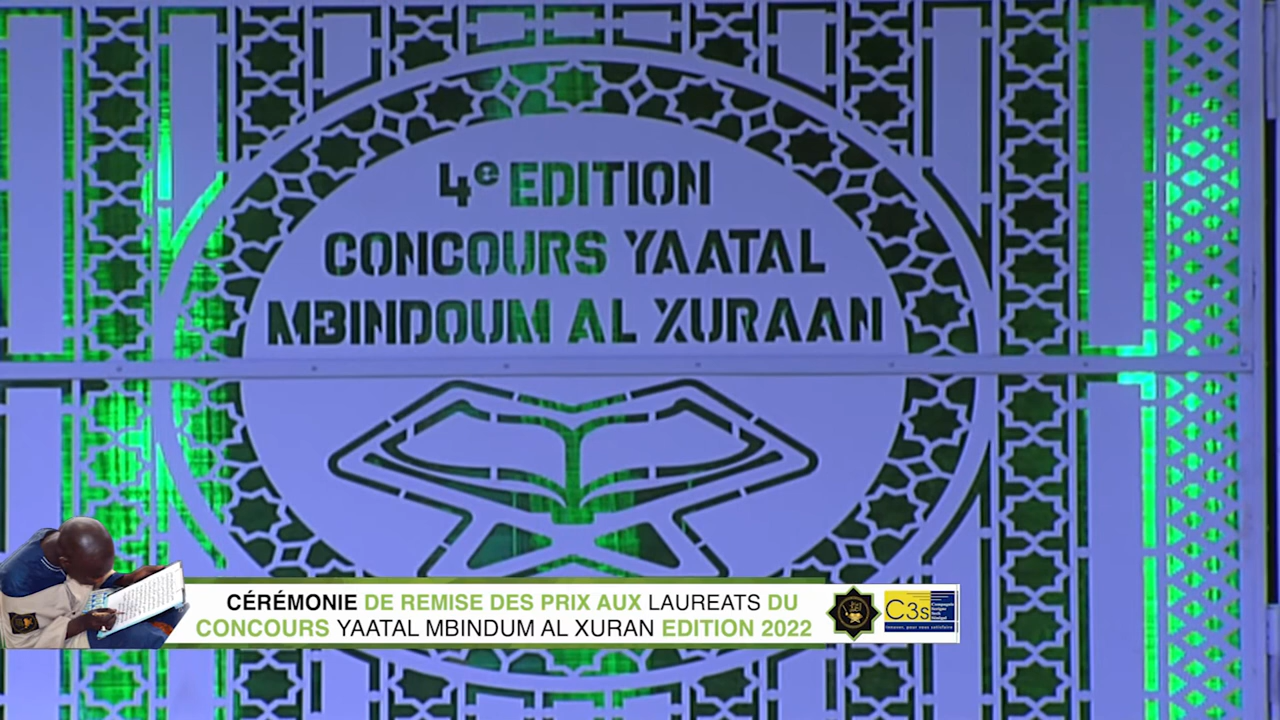 4e EDITION
CONCOURS YAATAL
MBINDOUM AL XURAAN
CÉRÉMONIE DE REMISE DES PRIX AUX LAUREATS DU
CONCOURS YAATAL MBINDUM AL XURAN EDITION 2022
C3s